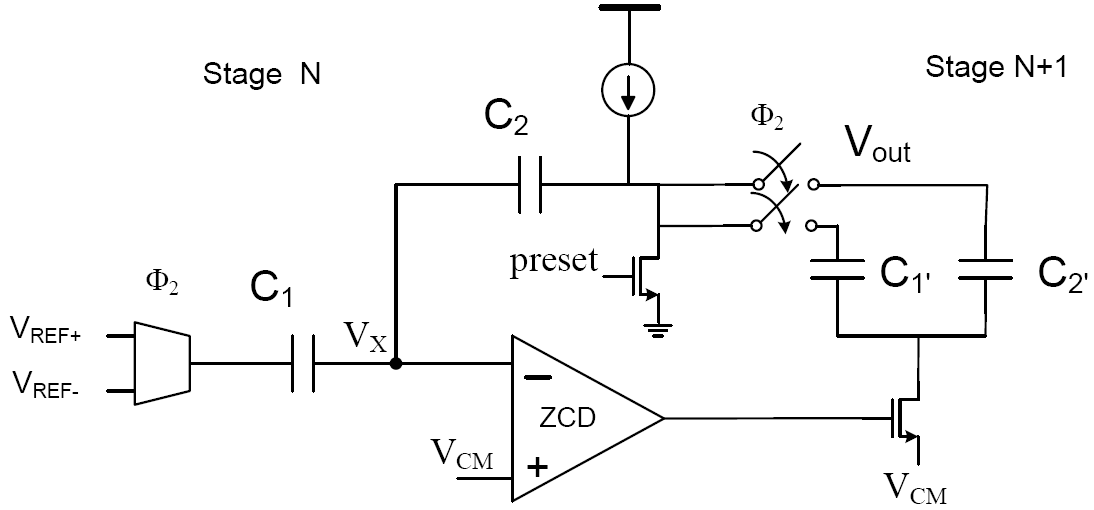 Stage N
Stage N+1
C₂
Φ₂
Vout
preset
C₁'
C₂'
Φ₂
C₁
VREF+
VX
VREF-
−
ZCD
VCM
+
VCM